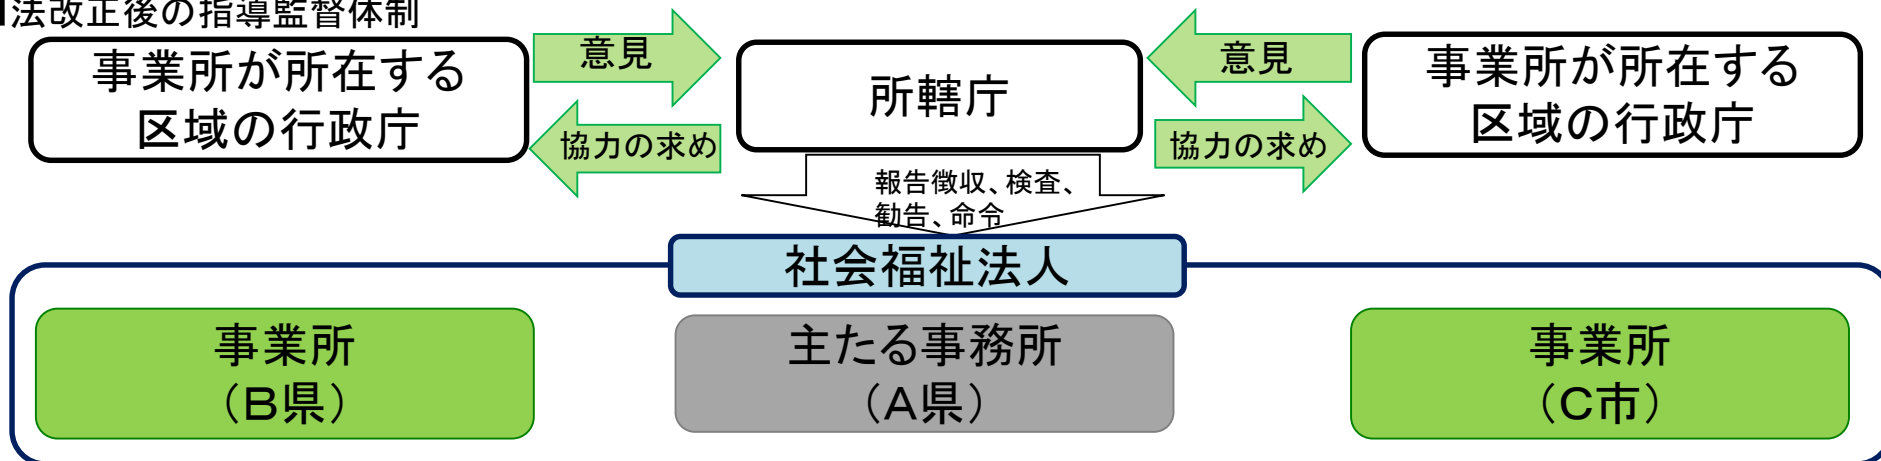 ■法改正後の指導監督体制
事業所が所在する
区域の行政庁
意見
協力の求め
所轄庁
意見
協力の求め
事業所が所在する
区域の行政庁
報告徴収、検査、
勧告、命令
社会福祉法人
事業所
（Ｂ県）
主たる事務所
（Ａ県）
事業所
（Ｃ市）